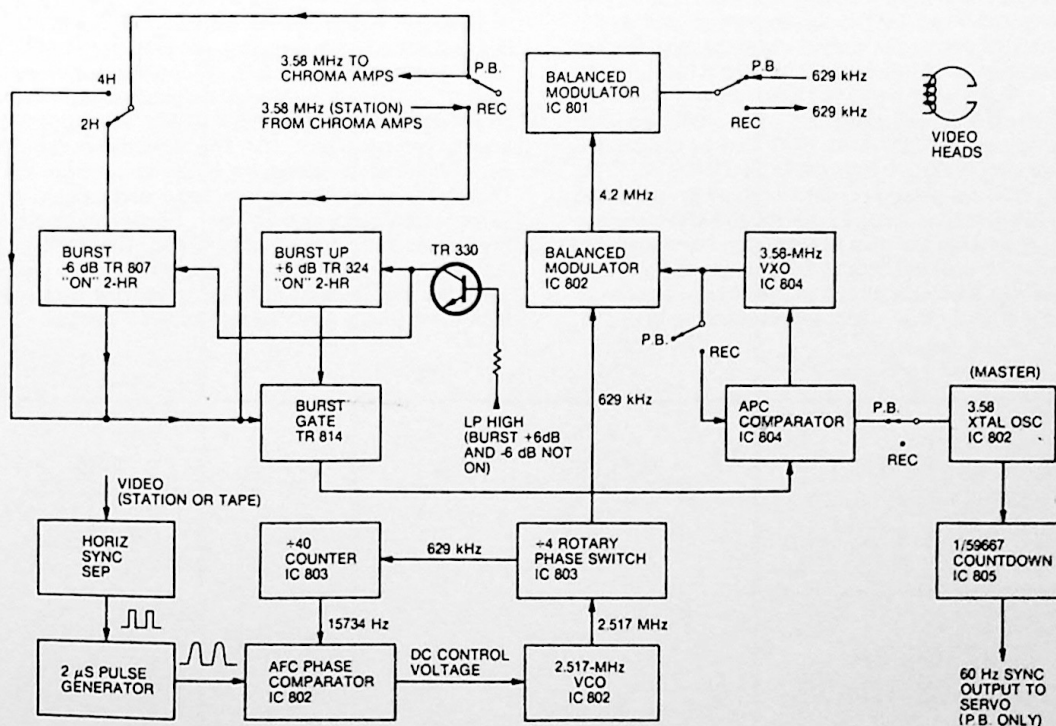 4H
2H
3.58 MHz TO
CHROMA AMPS
3.58 MHz (STATION)
FROM CHROMA AMPS
P.B.
REC
BALANCED
MODULATOR
IC 801
P.B.
REC
629 kHz
629 kHz
VIDEO
HEADS
4.2 MHz
BURST
-6 dB TR 807
"ON" 2-HR
BURST UP
+6 dB TR 324
"ON" 2-HR
TR 330
BALANCED
MODULATOR
IC 802
3.58-MHz
VXO
IC 804
P.B.
REC
LP HIGH
(BURST +6dB
AND -6 dB NOT
ON)
BURST
GATE
TR 814
629 kHz
APC
COMPARATOR
IC 804
P.B.
REC
(MASTER)
3.58
XTAL OSC
IC 802
VIDEO
(STATION OR TAPE)
HORIZ
SYNC
SEP
÷40
COUNTER
IC 803
629 kHz
÷4 ROTARY
PHASE SWITCH
IC 803
1/59667
COUNTDOWN
IC 805
15734 Hz
2.517 MHz
2 µS PULSE
GENERATOR
AFC PHASE
COMPARATOR
IC 802
DC CONTROL
VOLTAGE
2.517-MHz
VCO
IC 802
60 Hz SYNC
OUTPUT TO
SERVO
(P.B. ONLY)